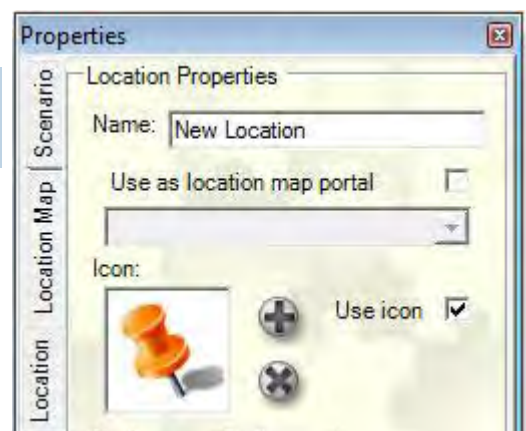 Properties
Scenario
Location Map
Location
Location Properties
Name: New Location
Use as location map portal
Icon:
Use icon